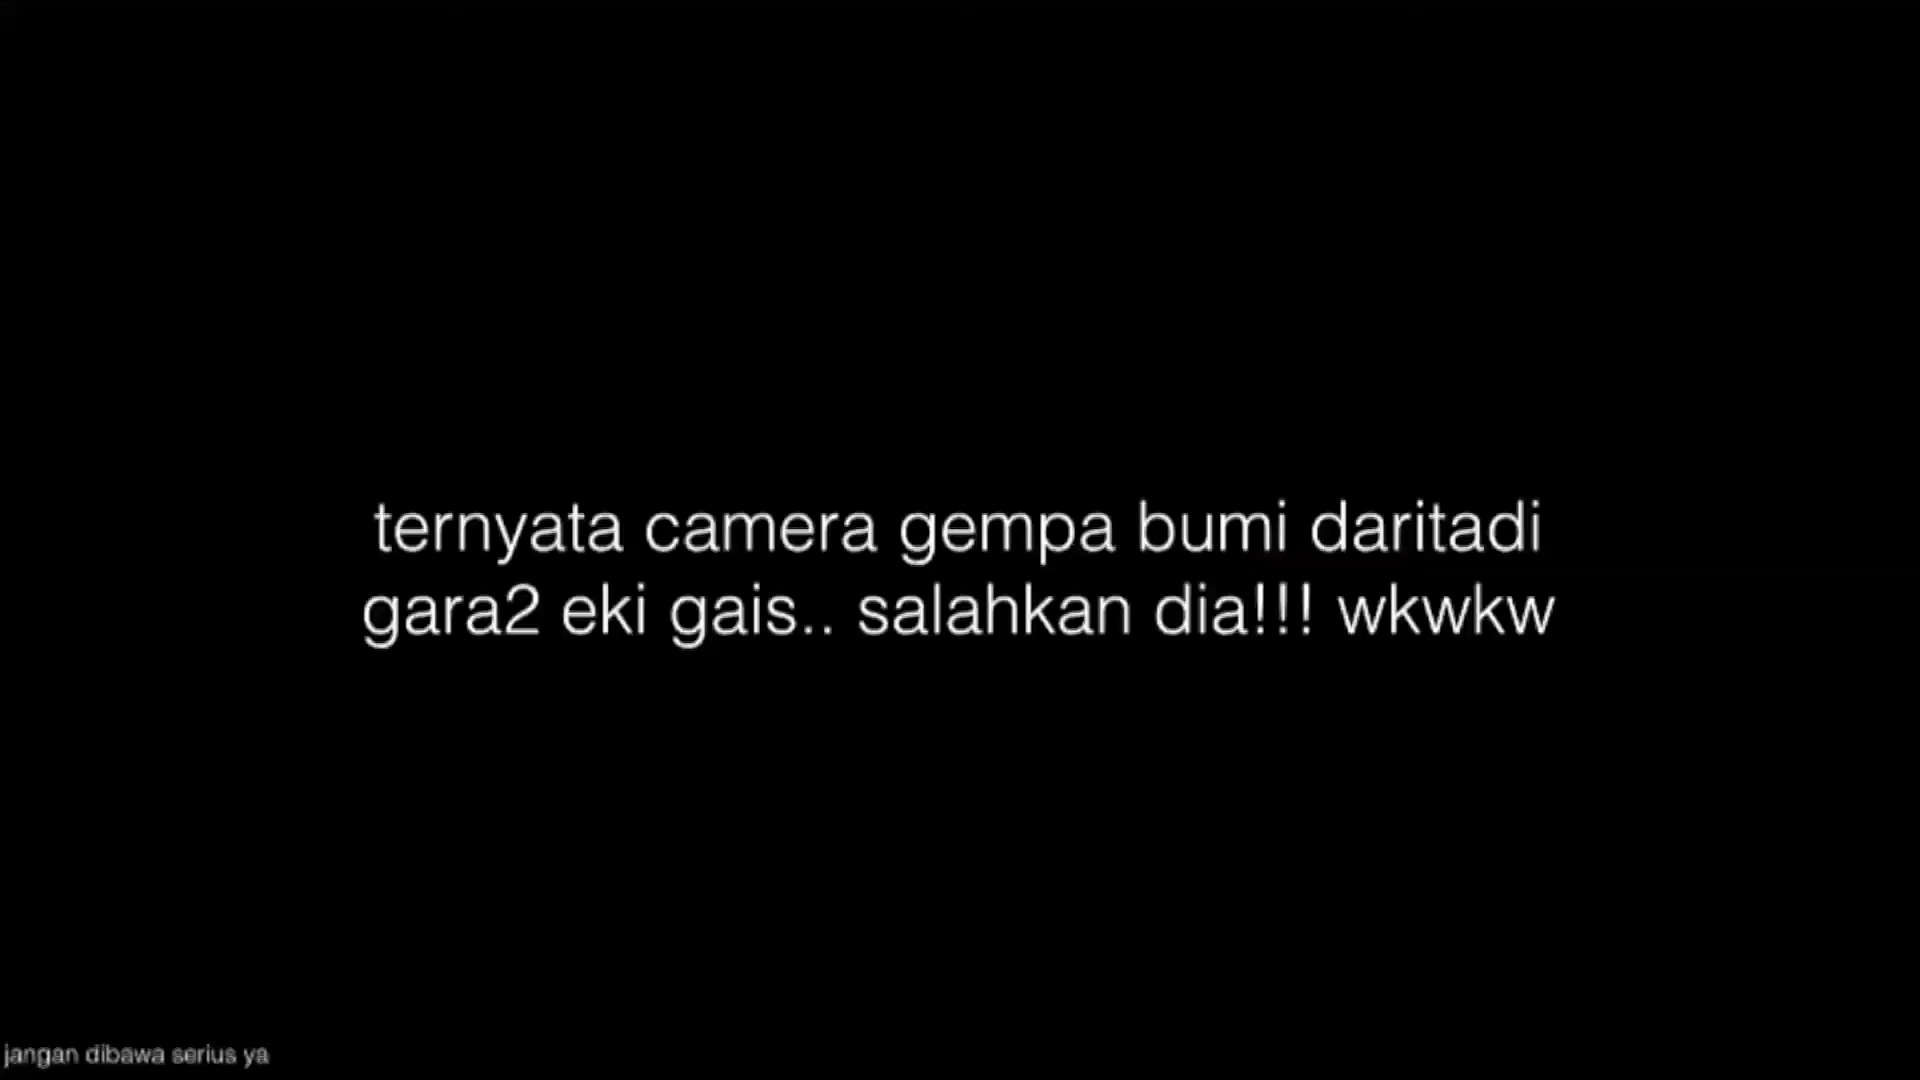 ternyata camera gempa bumi daritadi
gara2 eki gais.. salahkan dia!!! wkwkw
jangan dibawa serius ya